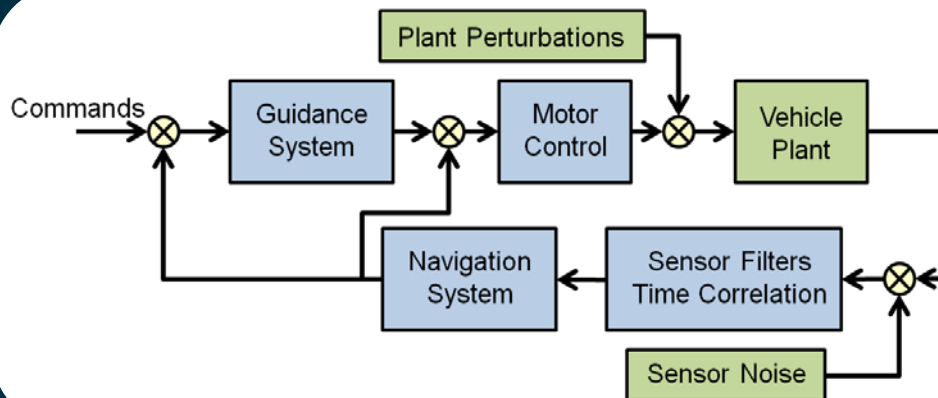 Plant Perturbations
Commands
Guidance
System
Motor
Control
Vehicle
Plant
Navigation
System
Sensor Filters
Time Correlation
Sensor Noise